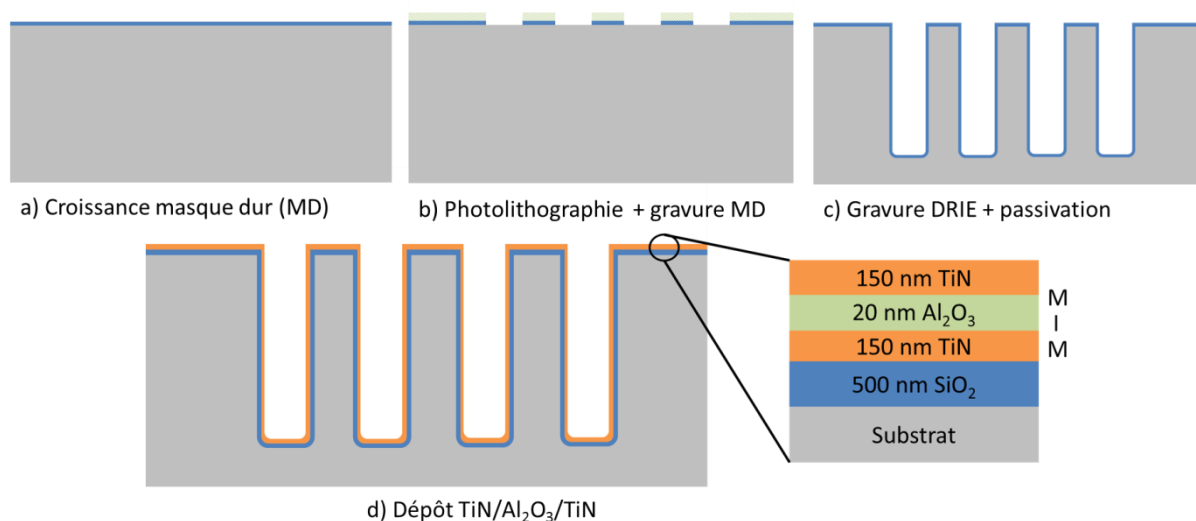 a) Croissance masque dur (MD)
b) Photolithographie + gravure MD
c) Gravure DRIE + passivation
150 nm TiN
20 nm Al₂O₃
150 nm TiN
500 nm SiO₂
Substrat
M
I
M
d) Dépôt TiN/Al₂O₃/TiN